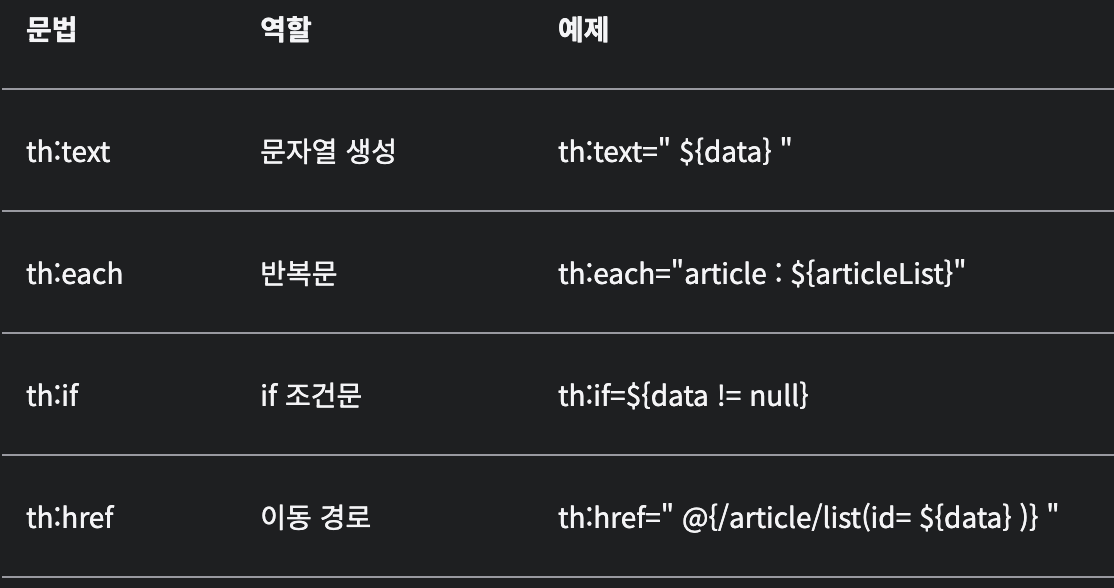 문법 역할 예제
th:text 문자열 생성 th:text=" ${data} "
th:each 반복문 th:each="article : ${articleList}"
th:if if 조건문 th:if=${data != null}
th:href 이동 경로 th:href=" @{/article/list(id= ${data} )} "